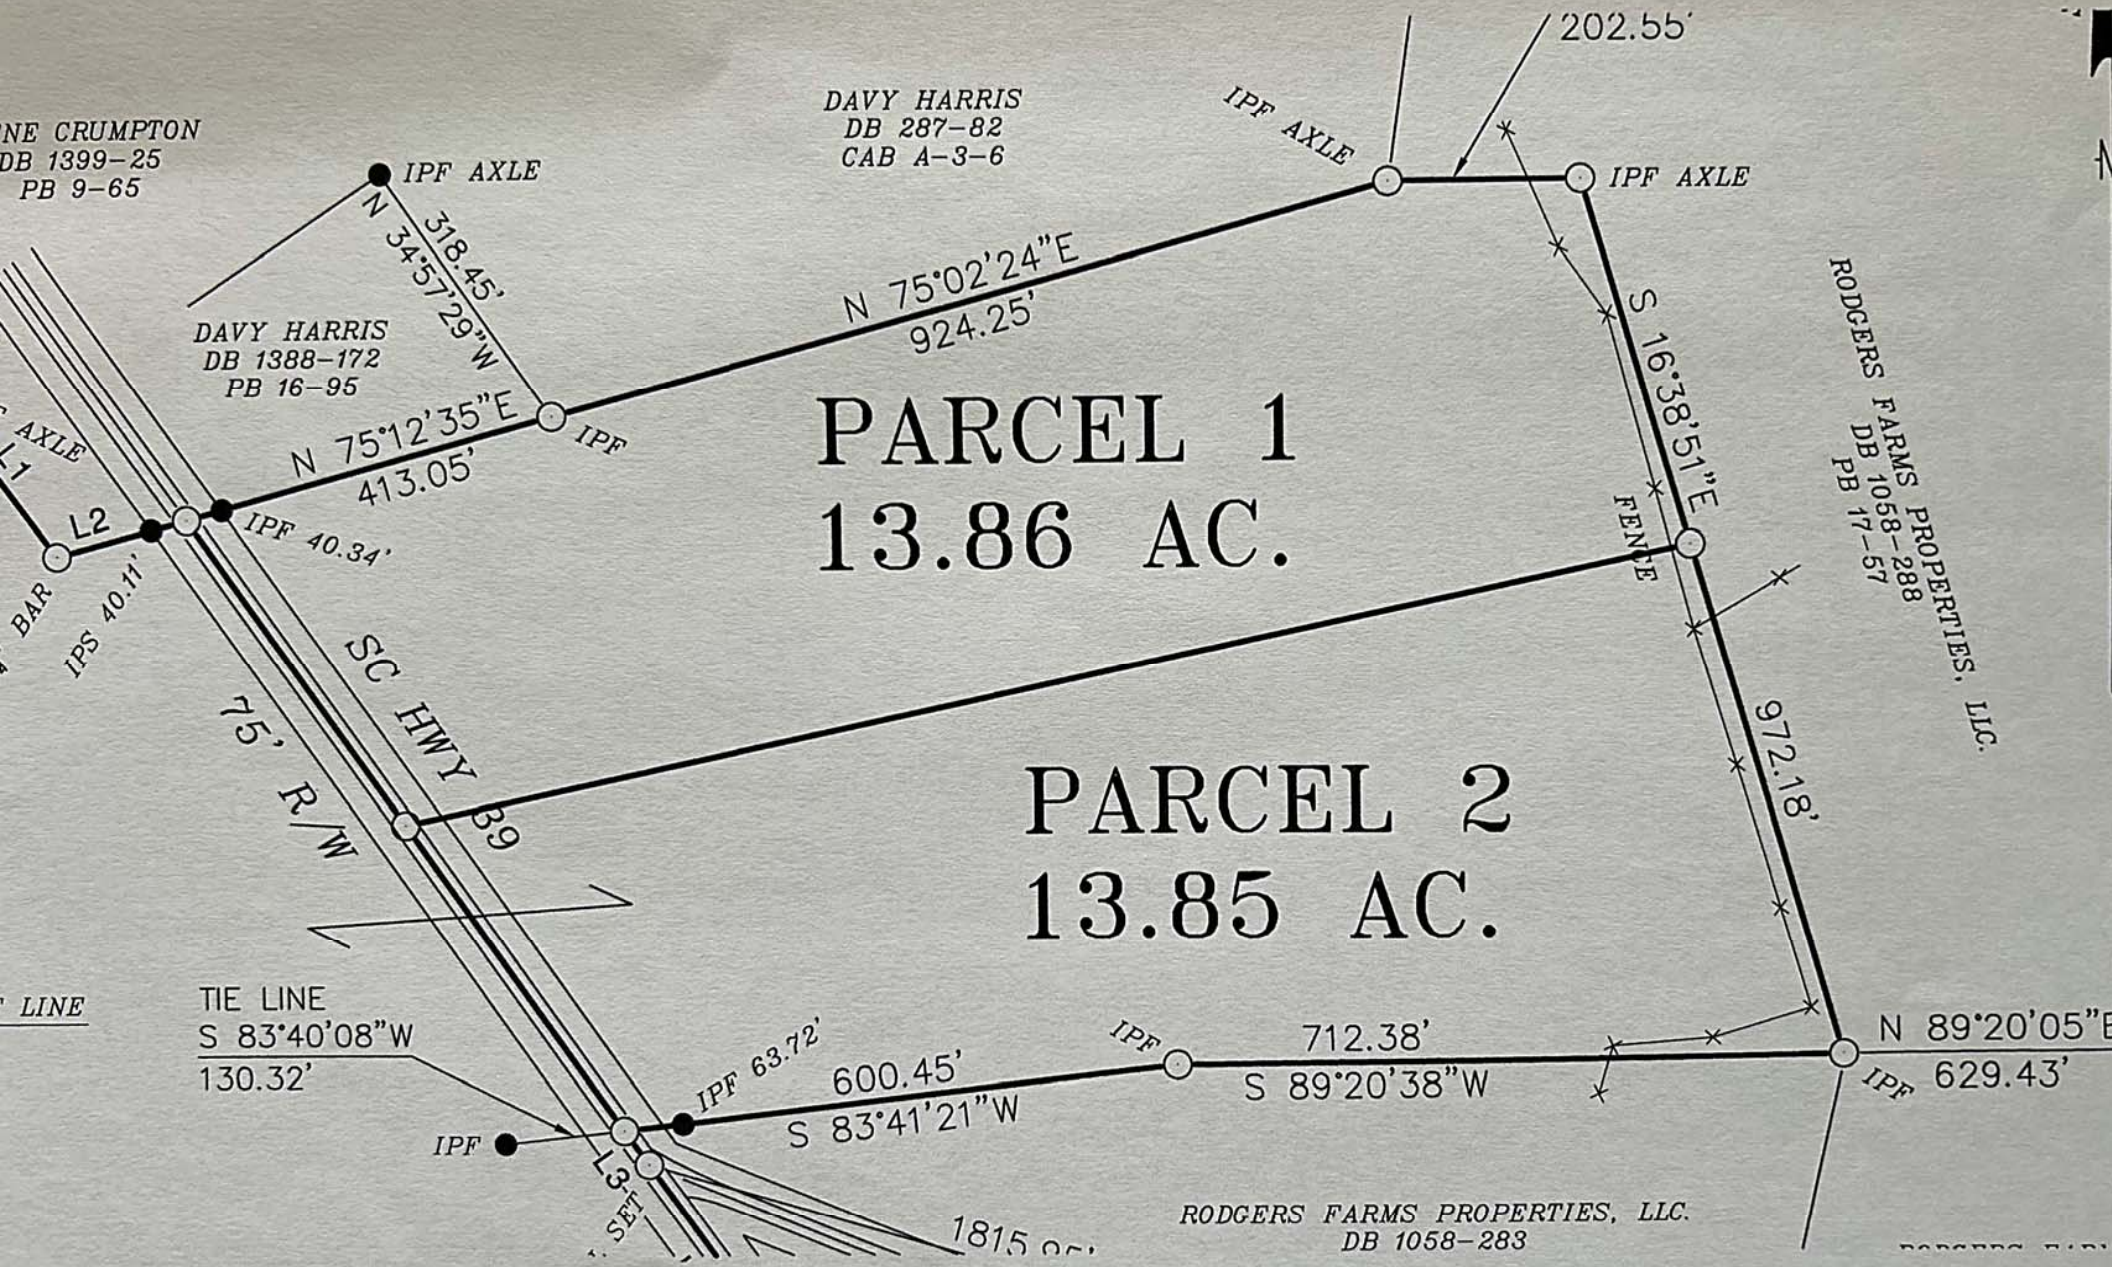 202.55'
DAVY HARRIS
DB 287-82
CAB A-3-6
IPF AXLE
CRUMPTON
DB 1399-25
PB 9-65
IPF AXLE
IPF AXLE
318.45'
N 34°57'29"W
N 75°02'24"E
924.25'
DAVY HARRIS
DB 1388-172
PB 16-95
S 16°38'51"E
RODGERS FARMS PROPERTIES, LLC.
DB 1058-288
PB 17-57
N 75°12'35"E
413.05'
IPF
AXLE
L1
L2
IPF 40.34'
IPS 40.11'
BAR
PARCEL 1
13.86 AC.
FENCE
SC HWY 39
75' R/W
972.18'
PARCEL 2
13.85 AC.
LINE
TIE LINE
S 83°40'08"W
130.32'
IPF
IPF 63.72'
600.45'
S 83°41'21"W
IPF
712.38'
S 89°20'38"W
N 89°20'05"E
629.43'
IPF
L3
SET
RODGERS FARMS PROPERTIES, LLC.
DB 1058-283